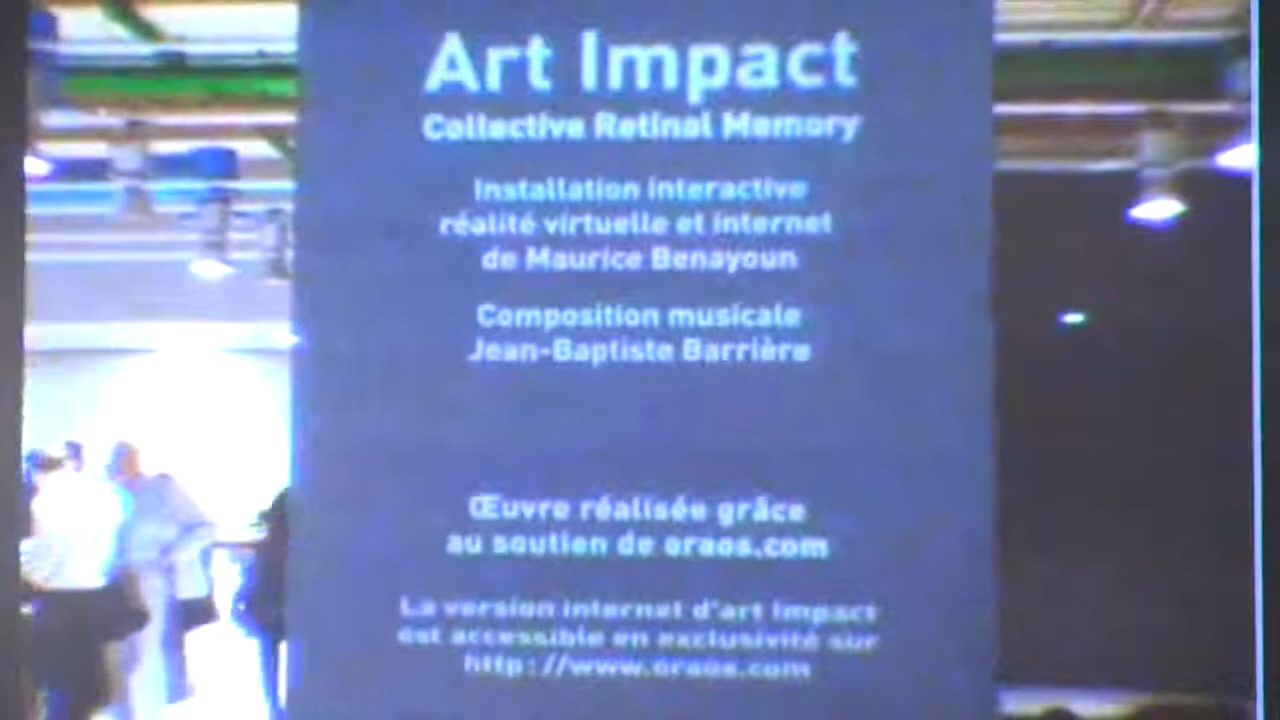 Art Impact
Collective Retinal Memory
Installation interactive
réalité virtuelle et internet
de Maurice Benayoun
Composition musicale
Jean-Baptiste Barrière
Œuvre réalisée grâce
au soutien de oraos.com
La version internet d'art impact
est accessible en exclusivité sur
http://www.oraos.com